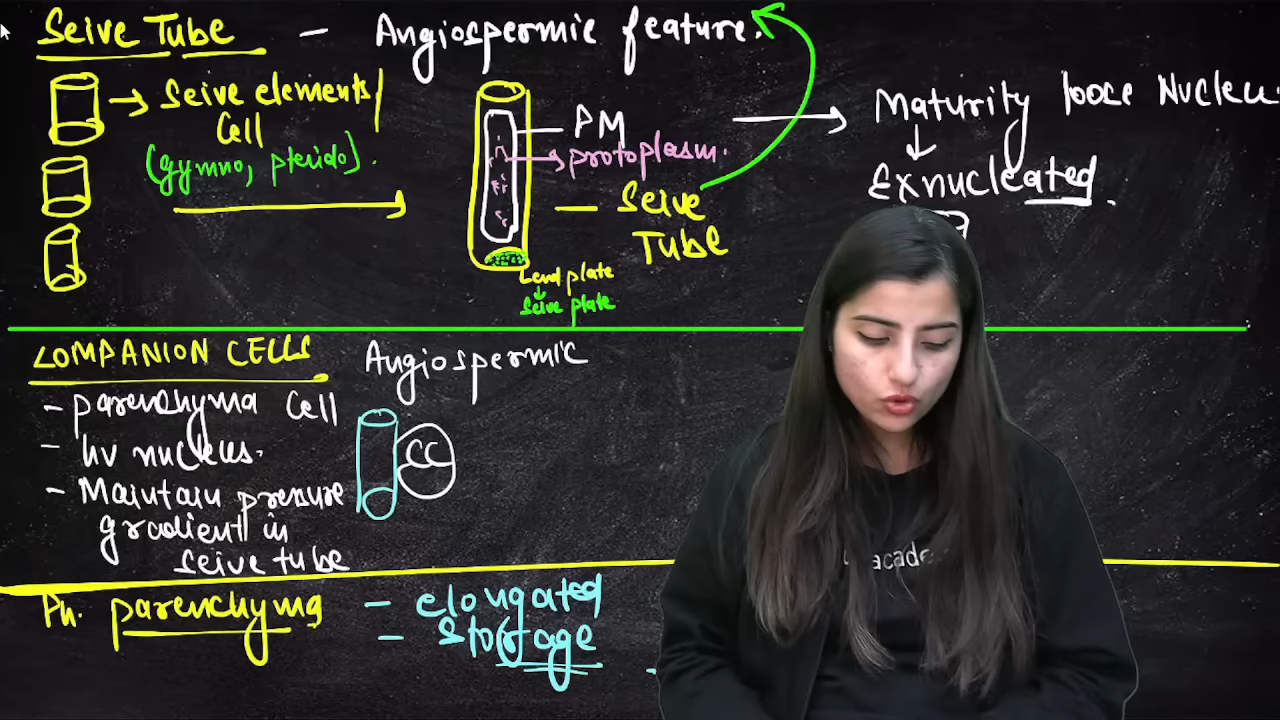 Seive Tube - Angiospermic feature.
→ Seive elements/
Cell
(gymno, pterido).
PM
protoplasm.
- Seive
Tube
Lend plate
Seive plate
Maturity loose Nucleu
Exnucleated.
COMPANION CELLS Angiospermic
- parenchyma Cell
- hv nucleus.
- Maintain pressure
gradient in
seive tube
CC
Ph. parenchyma - elongated
- storage
acade